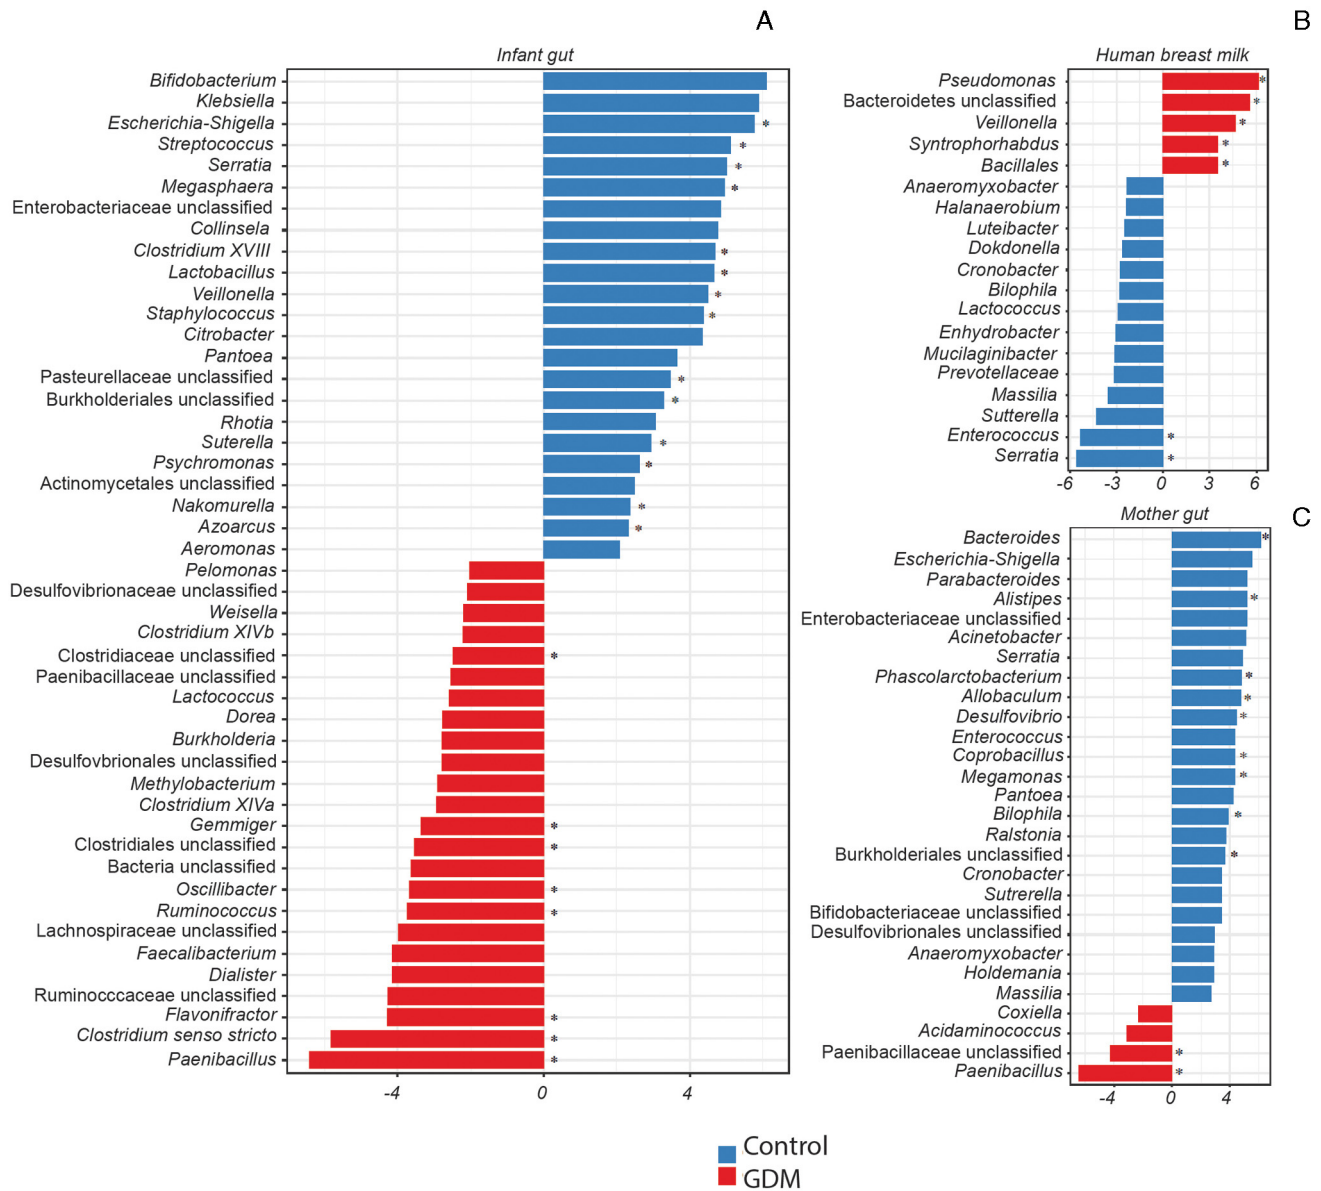 A
Infant gut
Bifidobacterium
Klebsiella
Escherichia-Shigella
*
Streptococcus
*
Serratia
*
Megasphaera
*
Enterobacteriaceae unclassified
Collinsela
Clostridium XVIII
*
Lactobacillus
*
Veillonella
*
Staphylococcus
*
Citrobacter
Pantoea
Pasteurellaceae unclassified
*
Burkholderiales unclassified
*
Rhotia
Suterella
*
Psychromonas
*
Actinomycetales unclassified
Nakomurella
*
Azoarcus
*
Aeromonas
Pelomonas
Desulfovibrionaceae unclassified
Weisella
Clostridium XIVb
Clostridiaceae unclassified
*
Paenibacillaceae unclassified
Lactococcus
Dorea
Burkholderia
Desulfovbrionales unclassified
Methylobacterium
Clostridium XIVa
Gemmiger
*
Clostridiales unclassified
*
Bacteria unclassified
Oscillibacter
*
Ruminococcus
*
Lachnospiraceae unclassified
Faecalibacterium
Dialister
Ruminocccaceae unclassified
Flavonifractor
*
Clostridium senso stricto
*
Paenibacillus
*
-4 0 4
B
Human breast milk
Pseudomonas
*
Bacteroidetes unclassified
*
Veillonella
*
Syntrophorhabdus
*
Bacillales
*
Anaeromyxobacter
Halanaerobium
Luteibacter
Dokdonella
Cronobacter
Bilophila
Lactococcus
Enhydrobacter
Mucilaginibacter
Prevotellaceae
Massilia
Sutterella
Enterococcus
*
Serratia
*
-6 -3 0 3 6
C
Mother gut
Bacteroides
*
Escherichia-Shigella
Parabacteroides
Alistipes
*
Enterobacteriaceae unclassified
Acinetobacter
Serratia
Phascolarctobacterium
*
Allobaculum
*
Desulfovibrio
*
Enterococcus
Coprobacillus
*
Megamonas
*
Pantoea
Bilophila
*
Ralstonia
Burkholderiales unclassified
*
Cronobacter
Sutrerella
Bifidobacteriaceae unclassified
Desulfovibrionales unclassified
Anaeromyxobacter
Holdemania
Massilia
Coxiella
Acidaminococcus
Paenibacillaceae unclassified
*
Paenibacillus
*
-4 0 4
Control
GDM